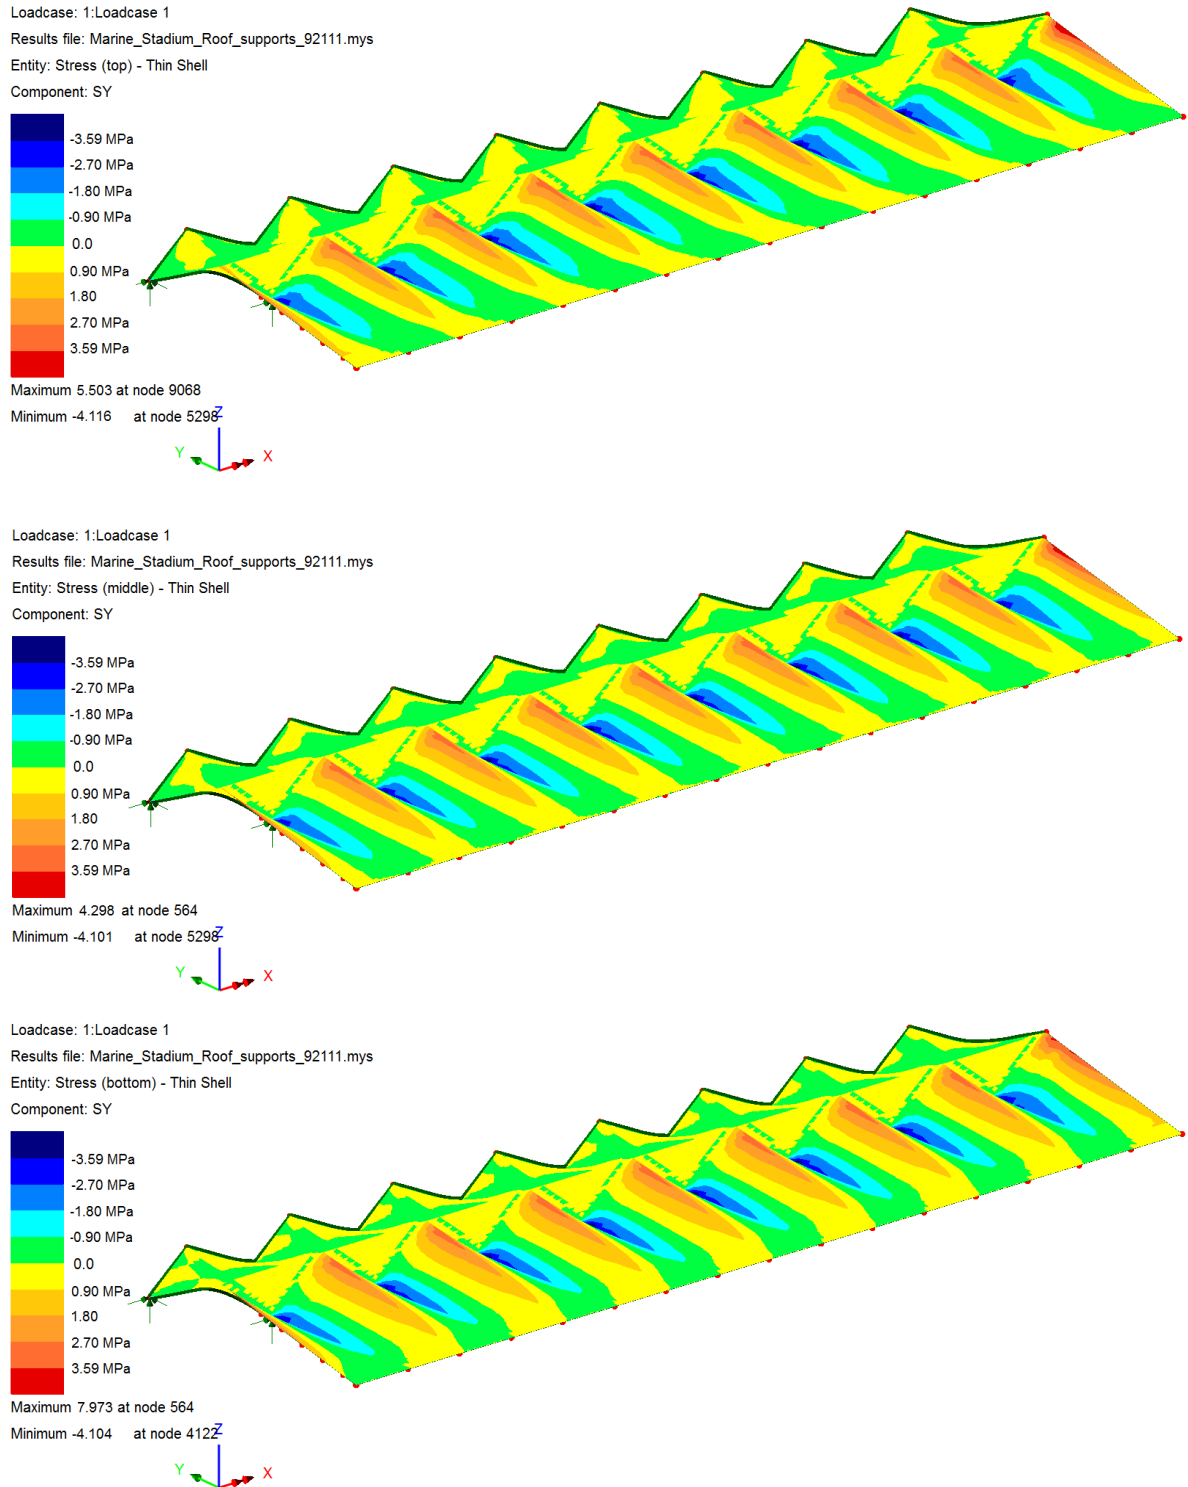 Loadcase: 1:Loadcase 1
Results file: Marine_Stadium_Roof_supports_92111.mys
Entity: Stress (top) - Thin Shell
Component: SY
-3.59 MPa
-2.70 MPa
-1.80 MPa
-0.90 MPa
0.0
0.90 MPa
1.80
2.70 MPa
3.59 MPa
Maximum 5.503 at node 9068
Minimum -4.116 at node 5298
Z
Y X
Loadcase: 1:Loadcase 1
Results file: Marine_Stadium_Roof_supports_92111.mys
Entity: Stress (middle) - Thin Shell
Component: SY
-3.59 MPa
-2.70 MPa
-1.80 MPa
-0.90 MPa
0.0
0.90 MPa
1.80
2.70 MPa
3.59 MPa
Maximum 4.298 at node 564
Minimum -4.101 at node 5298
Z
Y X
Loadcase: 1:Loadcase 1
Results file: Marine_Stadium_Roof_supports_92111.mys
Entity: Stress (bottom) - Thin Shell
Component: SY
-3.59 MPa
-2.70 MPa
-1.80 MPa
-0.90 MPa
0.0
0.90 MPa
1.80
2.70 MPa
3.59 MPa
Maximum 7.973 at node 564
Minimum -4.104 at node 4122
Z
Y X